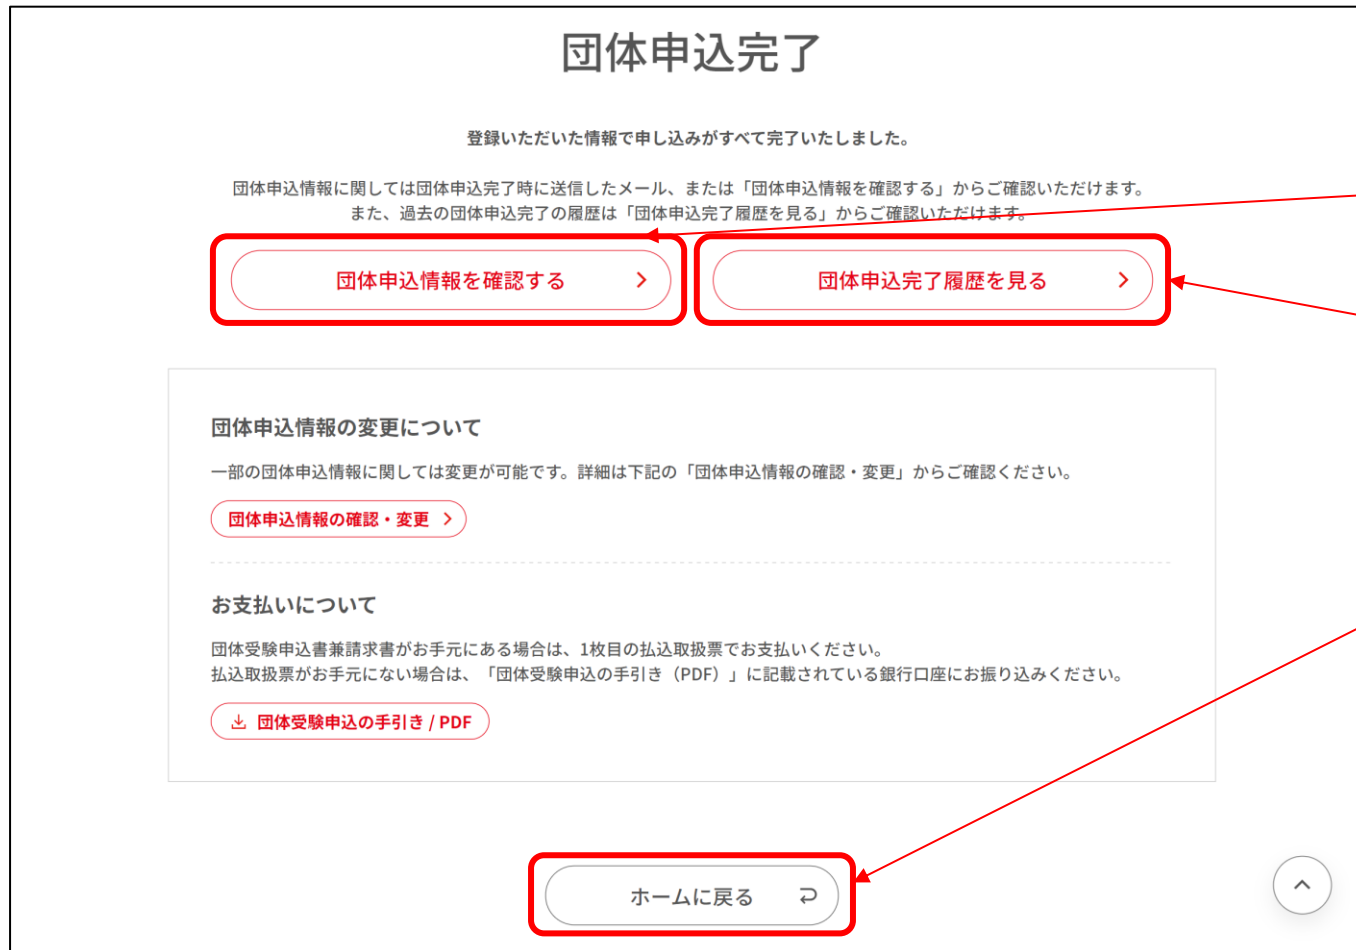 団体申込完了
登録いただいた情報で申し込みがすべて完了いたしました。
団体申込情報に関しては団体申込完了時に送信したメール、または「団体申込情報を確認する」からご確認いただけます。
また、過去の団体申込完了の履歴は「団体申込完了履歴を見る」からご確認いただけます。
団体申込情報を確認する
団体申込完了履歴を見る
団体申込情報の変更について
一部の団体申込情報に関しては変更が可能です。詳細は下記の「団体申込情報の確認・変更」からご確認ください。
団体申込情報の確認・変更
お支払いについて
団体受験申込書兼請求書がお手元にある場合は、1枚目の払込取扱票でお支払いください。
払込取扱票がお手元にない場合は、「団体受験申込の手引き（PDF）」に記載されている銀行口座にお振り込みください。
団体受験申込の手引き / PDF
ホームに戻る